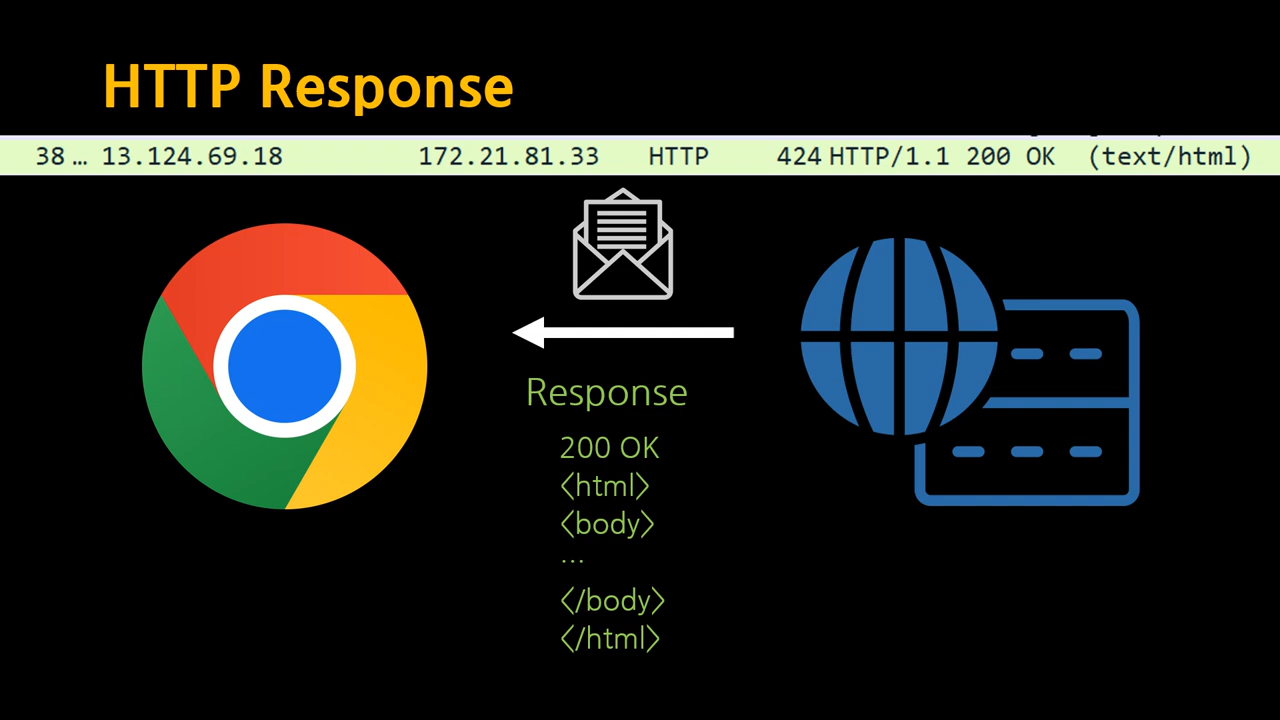 HTTP Response
38 … 13.124.69.18 172.21.81.33 HTTP 424 HTTP/1.1 200 OK (text/html)
Response
200 OK
<html>
<body>
…
</body>
</html>